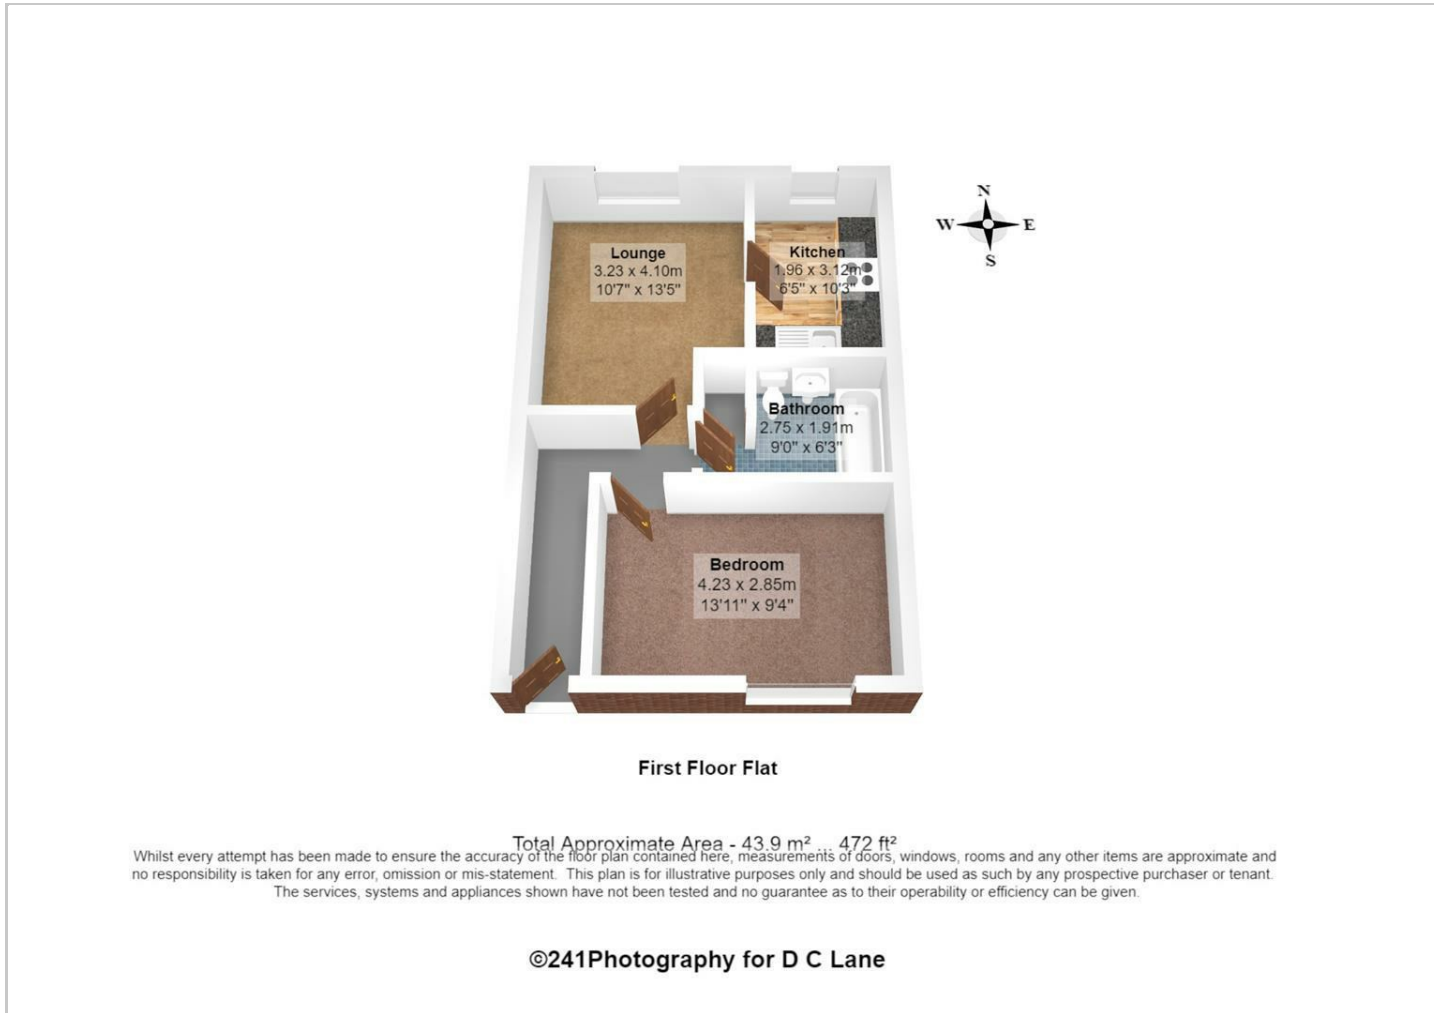 N
W E
S
Lounge
3.23 x 4.10m
10'7" x 13'5"
Kitchen
1.96 x 3.12m
6'5" x 10'3"
Bathroom
2.75 x 1.91m
9'0" x 6'3"
Bedroom
4.23 x 2.85m
13'11" x 9'4"
First Floor Flat
Total Approximate Area - 43.9 m² ... 472 ft²
Whilst every attempt has been made to ensure the accuracy of the floor plan contained here, measurements of doors, windows, rooms and any other items are approximate and
no responsibility is taken for any error, omission or mis-statement. This plan is for illustrative purposes only and should be used as such by any prospective purchaser or tenant.
The services, systems and appliances shown have not been tested and no guarantee as to their operability or efficiency can be given.
©241Photography for D C Lane